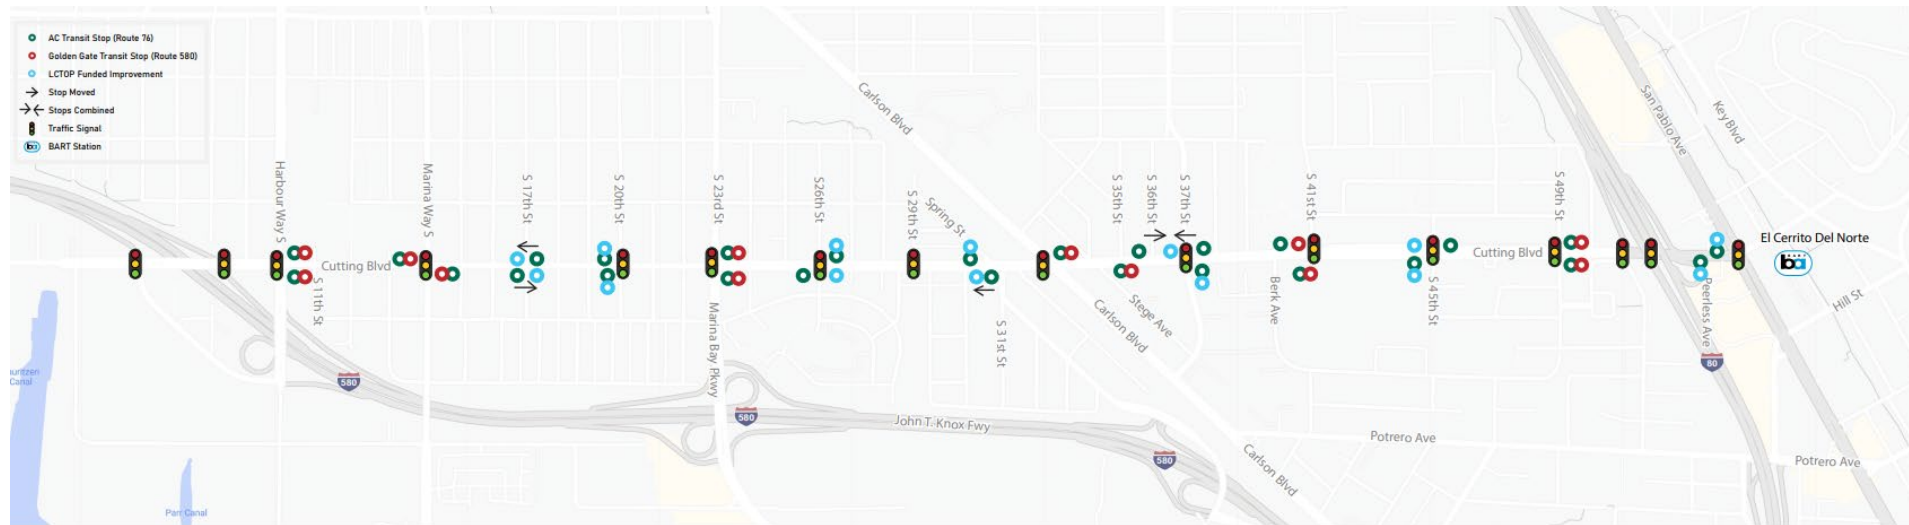 AC Transit Stop (Route 76)
Golden Gate Transit Stop (Route 580)
LCTOP Funded Improvement
Stop Moved
Stops Combined
Traffic Signal
ba BART Station
Carlson Blvd
San Pablo Ave
Key Blvd
Harbour Way S
Marina Way S
S 17th St
S 20th St
S 23rd St
S26th St
S 29th St
Spring St
S 35th St
S 36th St
S 37th St
S 41st St
S 49th St
Cutting Blvd
Cutting Blvd
El Cerrito Del Norte
ba
S 11th St
Marina Bay Pkwy
S 31st St
Stege Ave
Carlson Blvd
Berk Ave
S 45th St
Peerless Ave
Hill St
80
580
Canal
580
John T. Knox Fwy
Potrero Ave
580
Carlson Blvd
Potrero Ave
Parr Canal